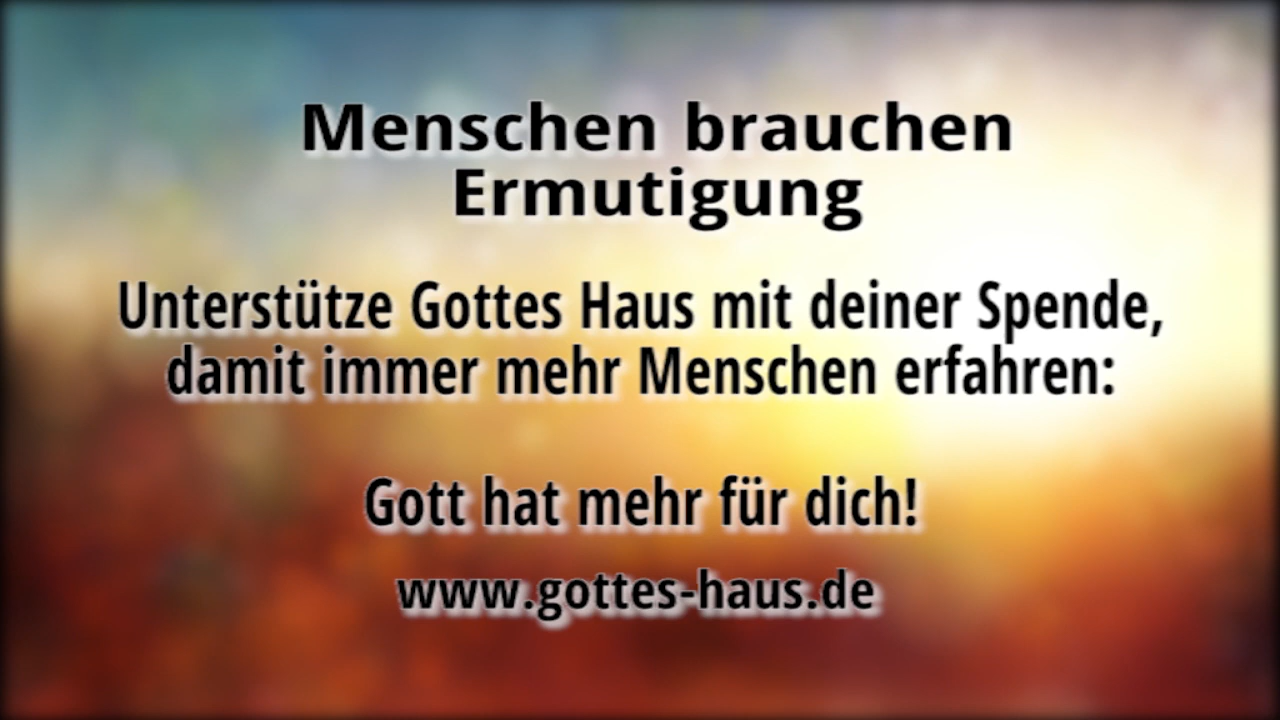 Menschen brauchen
Ermutigung
Unterstütze Gottes Haus mit deiner Spende,
damit immer mehr Menschen erfahren:
Gott hat mehr für dich!
www.gottes-haus.de